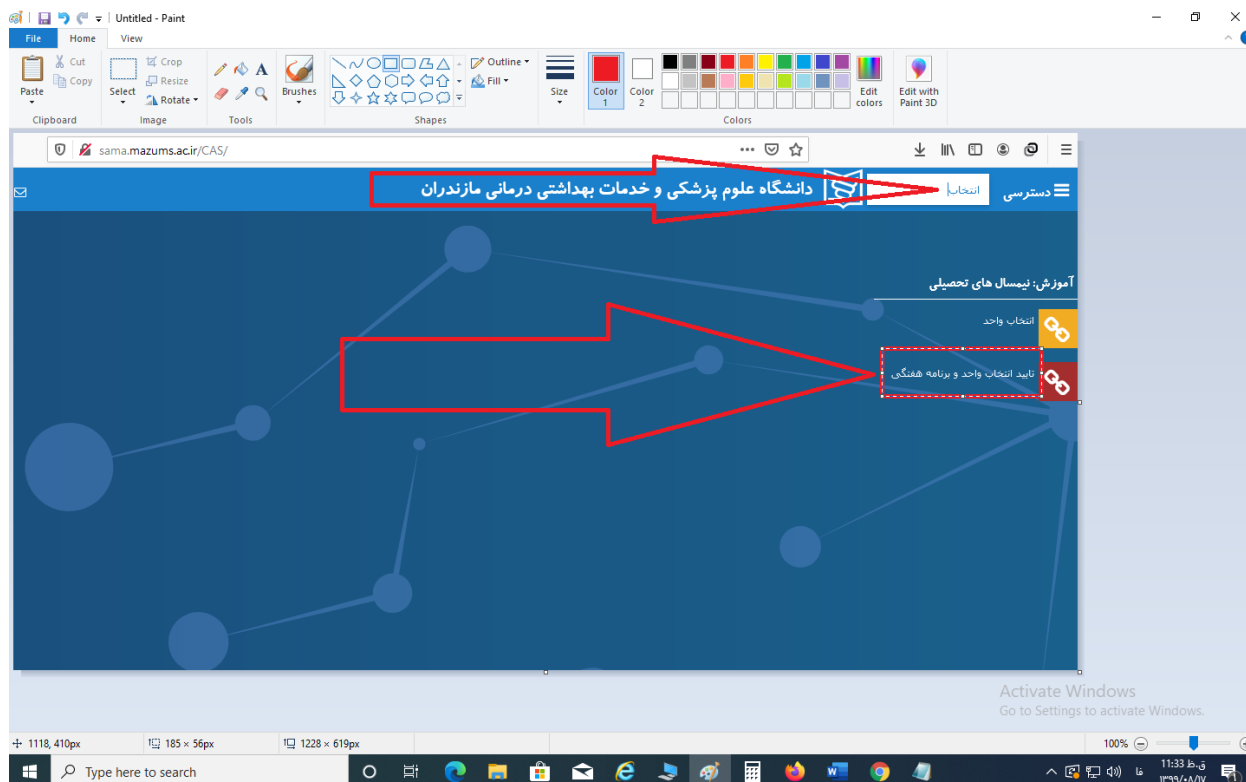 Untitled - Paint
File Home View
Paste
Cut
Copy
Clipboard
Select
Crop
Resize
Rotate
Image
Tools
Brushes
Shapes
Outline
Fill
Size
Color 1
Color 2
Colors
Edit colors
Edit with Paint 3D
sama.mazums.ac.ir/CAS/
دسترسی
انتخاب
دانشگاه علوم پزشکی و خدمات بهداشتی درمانی مازندران
آموزش: نیمسال های تحصیلی
انتخاب واحد
تایید انتخاب واحد و برنامه هفتگی
Activate Windows
Go to Settings to activate Windows.
1118, 410px
185 × 56px
1228 × 619px
100%
Type here to search
فا
11:33 ق.ظ
۱۳۹۹/۰۸/۱۷